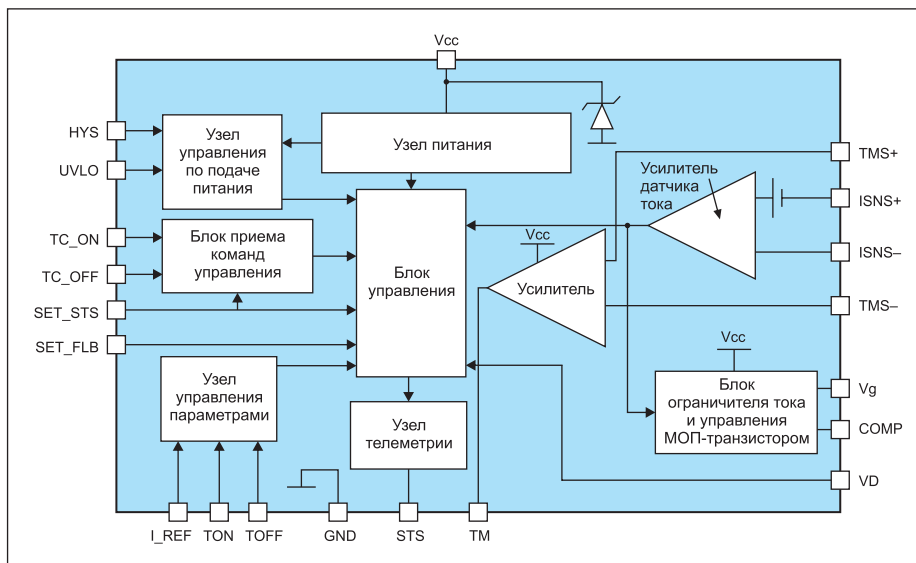 Vcc
HYS
UVLO
TC_ON
TC_OFF
SET_STS
SET_FLB
Узел
управления
по подаче
питания
Узел питания
Блок приема
команд
управления
Блок
управления
Узел
управления
параметрами
Узел
телеметрии
Vcc
Усилитель
Усилитель
датчика
тока
Vcc
Блок
ограничителя тока
и управления
МОП-транзистором
TMS+
ISNS+
ISNS–
TMS–
Vg
COMP
VD
I_REF
TON
TOFF
GND
STS
TM